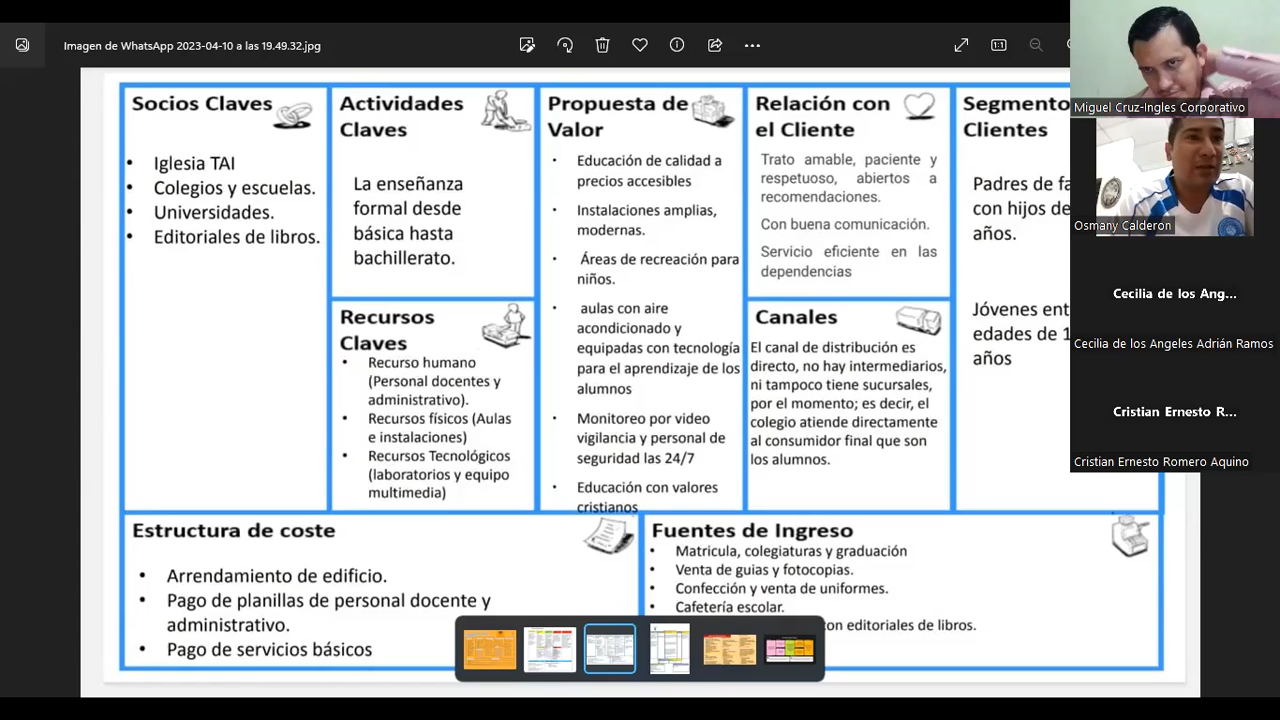 Imagen de WhatsApp 2023-04-10 a las 19.49.32.jpg
1:1
Socios Claves
• Iglesia TAI
• Colegios y escuelas.
• Universidades.
• Editoriales de libros.
Actividades
Claves
La enseñanza
formal desde
básica hasta
bachillerato.
Recursos
Claves
• Recurso humano
(Personal docentes y
administrativo).
• Recursos físicos (Aulas
e instalaciones)
• Recursos Tecnológicos
(laboratorios y equipo
multimedia)
Propuesta de
Valor
• Educación de calidad a
precios accesibles
• Instalaciones amplias,
modernas.
• Áreas de recreación para
niños.
• aulas con aire
acondicionado y
equipadas con tecnología
para el aprendizaje de los
alumnos
• Monitoreo por video
vigilancia y personal de
seguridad las 24/7
• Educación con valores
cristianos
Relación con
el Cliente
Trato amable, paciente y
respetuoso, abiertos a
recomendaciones.
Con buena comunicación.
Servicio eficiente en las
dependencias
Canales
El canal de distribución es
directo, no hay intermediarios,
ni tampoco tiene sucursales,
por el momento; es decir, el
colegio atiende directamente
al consumidor final que son
los alumnos.
Segmento
Clientes
Padres de fa
con hijos de
años.
Jóvenes ent
edades de 1
años
Estructura de coste
• Arrendamiento de edificio.
• Pago de planillas de personal docente y
administrativo.
• Pago de servicios básicos
Fuentes de Ingreso
• Matricula, colegiaturas y graduación
• Venta de guias y fotocopias.
• Confección y venta de uniformes.
• Cafetería escolar.
con editoriales de libros.
Miguel Cruz-Ingles Corporativo
Osmany Calderon
Cecilia de los Ang...
Cecilia de los Angeles Adrián Ramos
Cristian Ernesto R...
Cristian Ernesto Romero Aquino